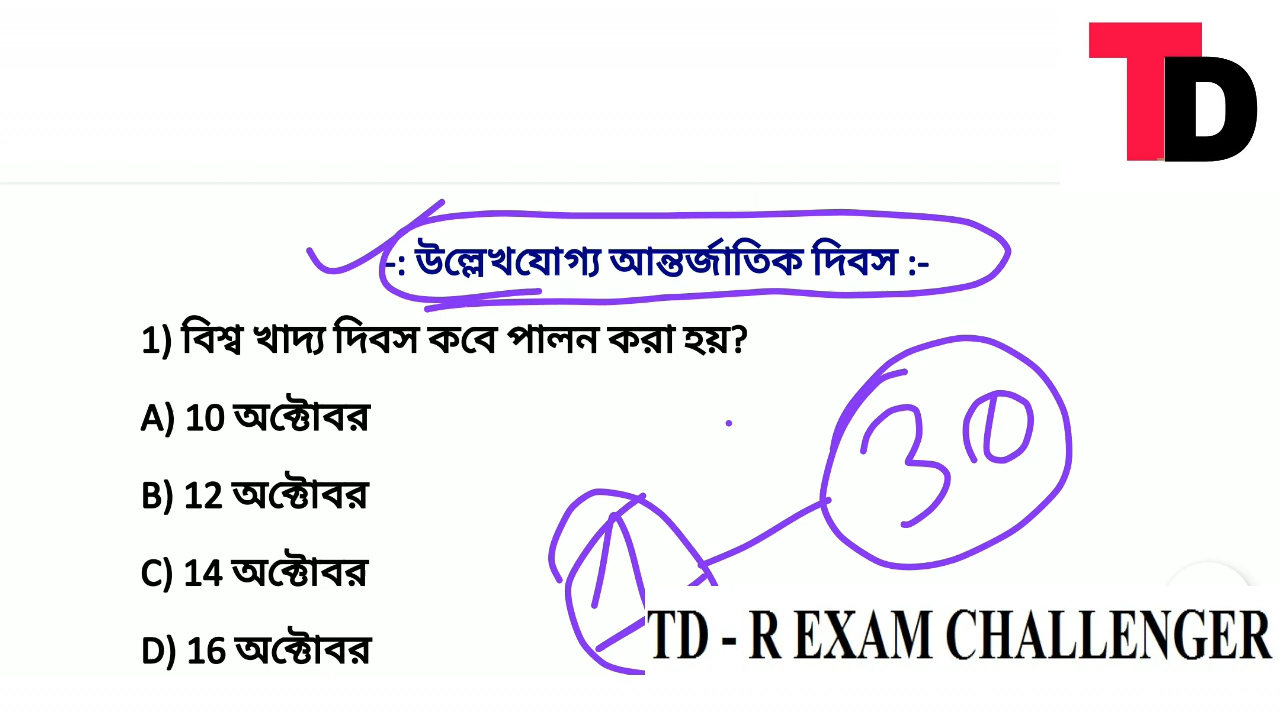 TD
-: উল্লেখযোগ্য আন্তর্জাতিক দিবস :-
1) বিশ্ব খাদ্য দিবস কবে পালন করা হয়?
A) 10 অক্টোবর
B) 12 অক্টোবর
C) 14 অক্টোবর
D) 16 অক্টোবর
30
TD - R EXAM CHALLENGER